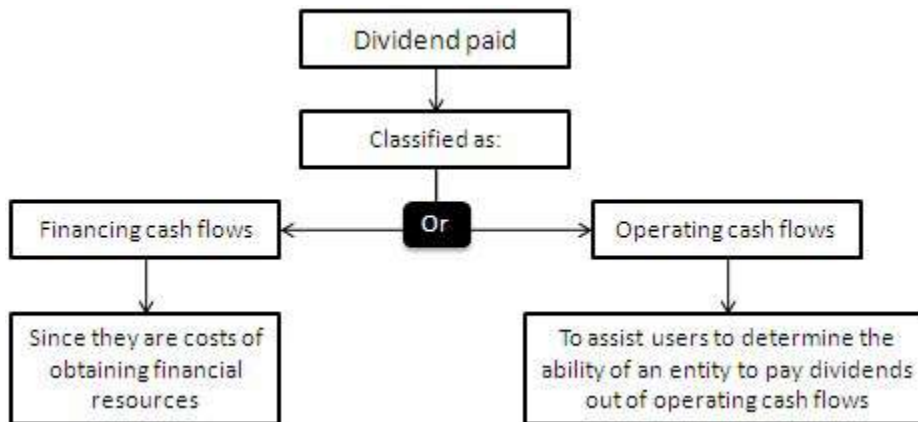 Dividend paid
Classified as:
Or
Financing cash flows
Operating cash flows
Since they are costs of
obtaining financial
resources
To assist users to determine the
ability of an entity to pay dividends
out of operating cash flows